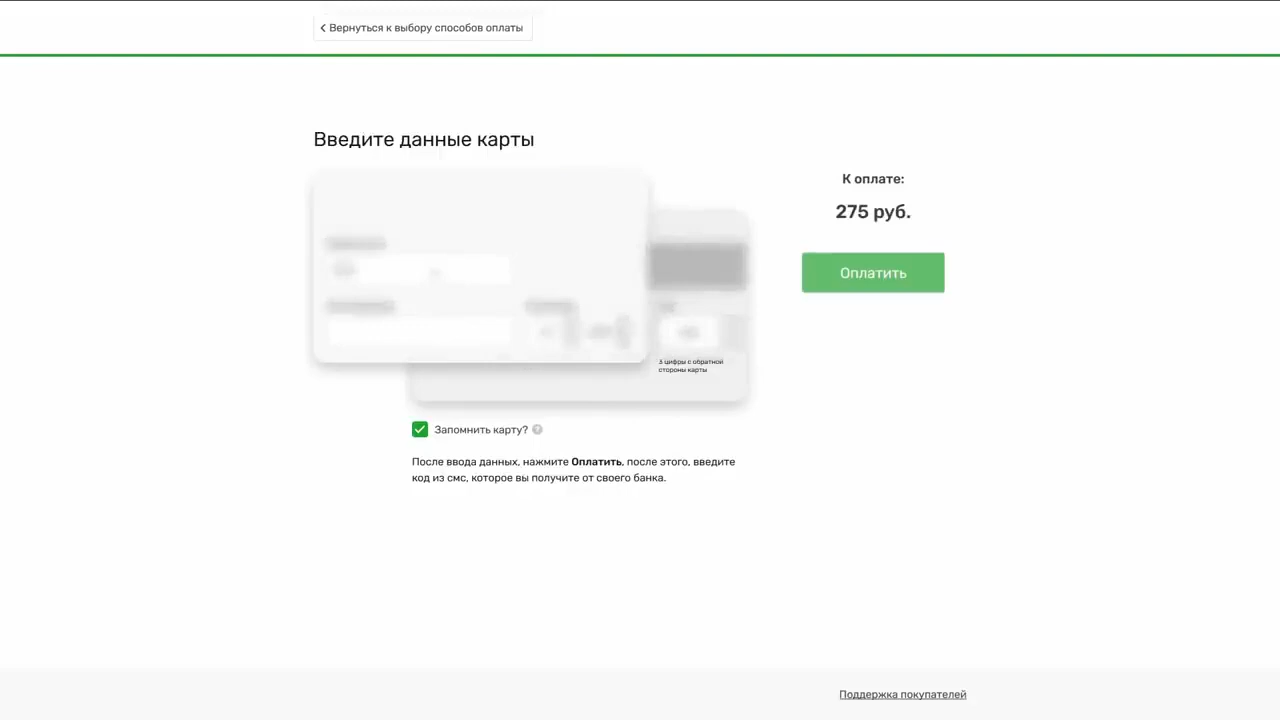 Вернуться к выбору способов оплаты
Введите данные карты
К оплате:
275 руб.
Оплатить
3 цифры с обратной
стороны карты
Запомнить карту? ?
После ввода данных, нажмите Оплатить, после этого, введите
код из смс, которое вы получите от своего банка.
Поддержка покупателей